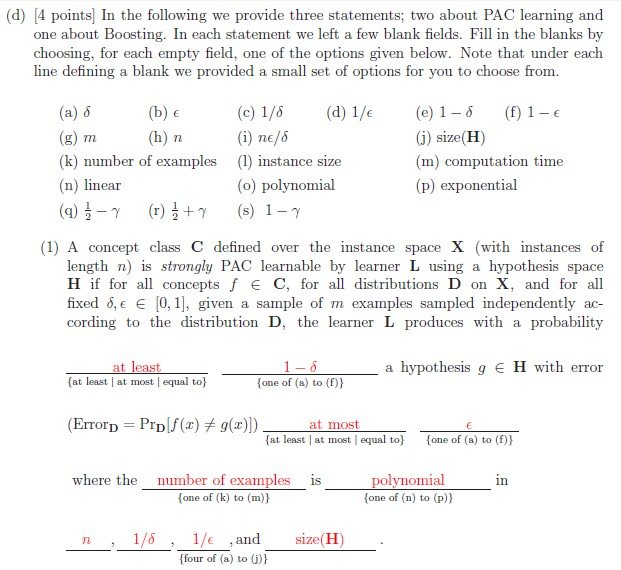 (d) [4 points] In the following we provide three statements; two about PAC learning and
one about Boosting. In each statement we left a few blank fields. Fill in the blanks by
choosing, for each empty field, one of the options given below. Note that under each
line defining a blank we provided a small set of options for you to choose from.
(a) δ (b) ϵ (c) 1/δ (d) 1/ϵ (e) 1 − δ (f) 1 − ϵ
(g) m (h) n (i) nϵ/δ (j) size(H)
(k) number of examples (l) instance size (m) computation time
(n) linear (o) polynomial (p) exponential
(q) 1/2 − γ (r) 1/2 + γ (s) 1 − γ
(1) A concept class C defined over the instance space X (with instances of
length n) is strongly PAC learnable by learner L using a hypothesis space
H if for all concepts f ∈ C, for all distributions D on X, and for all
fixed δ, ϵ ∈ [0, 1], given a sample of m examples sampled independently ac-
cording to the distribution D, the learner L produces with a probability
at least 1 − δ a hypothesis g ∈ H with error
{at least | at most | equal to} {one of (a) to (f)}
(Error_D = Pr_D[f(x) ≠ g(x)]) at most ϵ
{at least | at most | equal to} {one of (a) to (f)}
where the number of examples is polynomial in
{one of (k) to (m)} {one of (n) to (p)}
n , 1/δ , 1/ϵ , and size(H) .
{four of (a) to (j)}